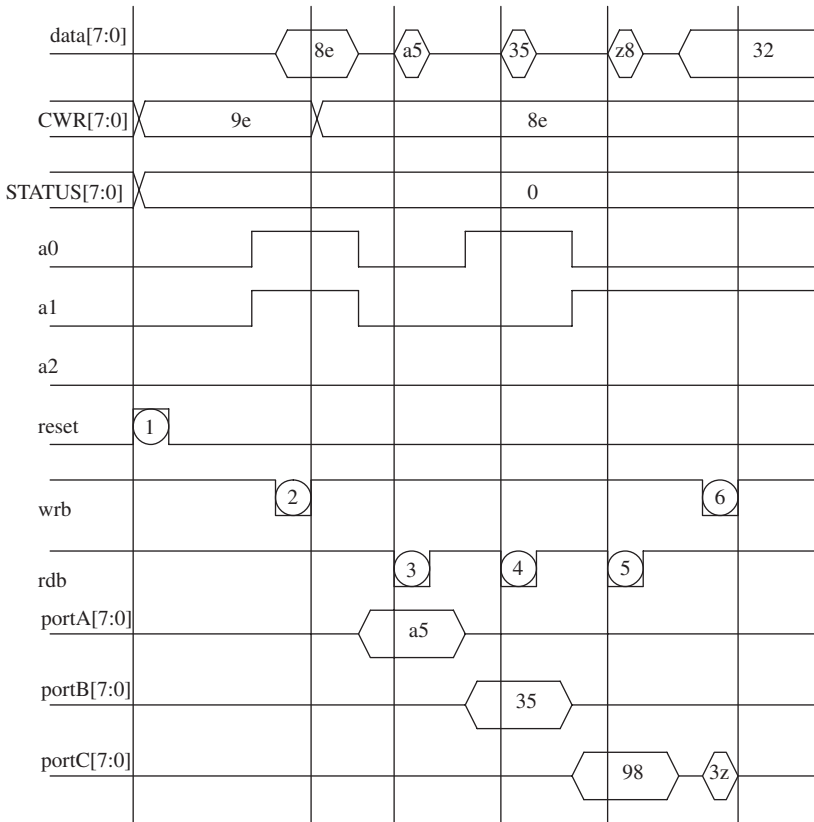 data[7:0] 8e a5 35 z8 32
CWR[7:0] 9e 8e
STATUS[7:0] 0
a0
a1
a2
reset 1
wrb 2 6
rdb 3 4 5
portA[7:0] a5
portB[7:0] 35
portC[7:0] 98 3z